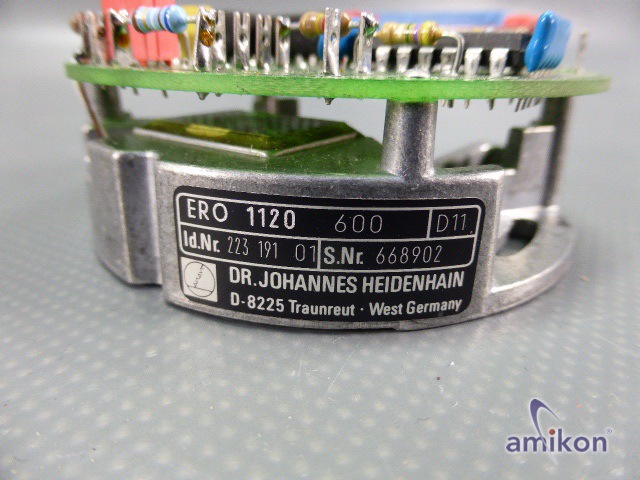 ERO 1120 600 D11
Id.Nr. 223 191 01 S.Nr. 668902
DR. JOHANNES HEIDENHAIN
D-8225 Traunreut · West Germany
amikon